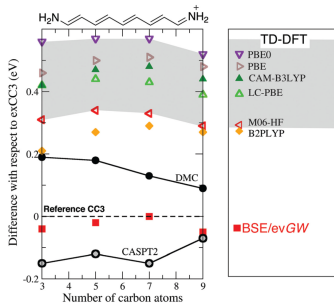 H₂N
NH₂
+
TD-DFT
PBE0
PBE
CAM-B3LYP
LC-PBE
M06-HF
B2PLYP
BSE/evGW
DMC
Reference CC3
CASPT2
0.6
0.4
0.2
0
-0.2
3
5
7
9
Number of carbon atoms
Difference with respect to exCC3 (eV)